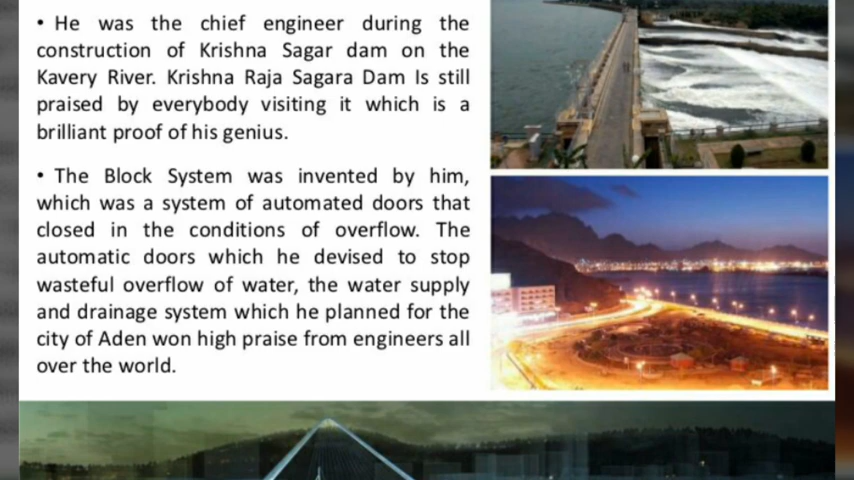 • He was the chief engineer during the
construction of Krishna Sagar dam on the
Kavery River. Krishna Raja Sagara Dam Is still
praised by everybody visiting it which is a
brilliant proof of his genius.
• The Block System was invented by him,
which was a system of automated doors that
closed in the conditions of overflow. The
automatic doors which he devised to stop
wasteful overflow of water, the water supply
and drainage system which he planned for the
city of Aden won high praise from engineers all
over the world.